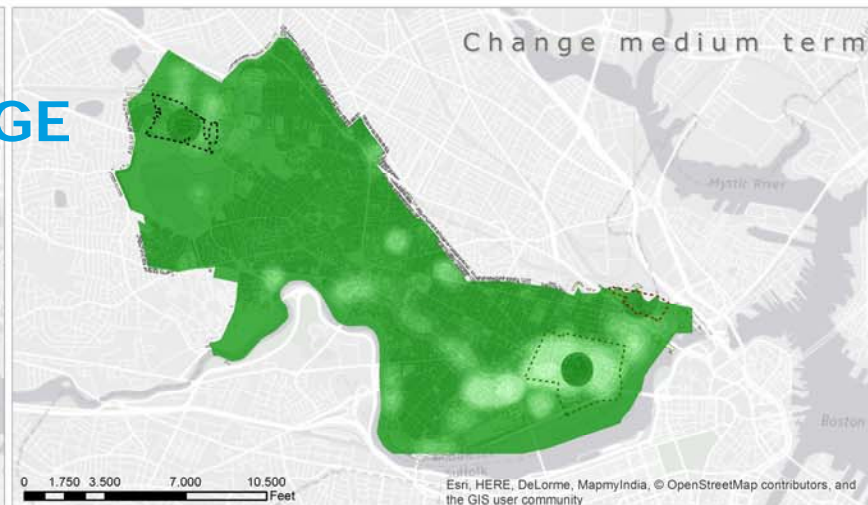 Change medium term
GE
Mystic River
Boston
0 1.750 3.500 7.000 10.500
Feet
Esri, HERE, DeLorme, MapmyIndia, © OpenStreetMap contributors, and
the GIS user community